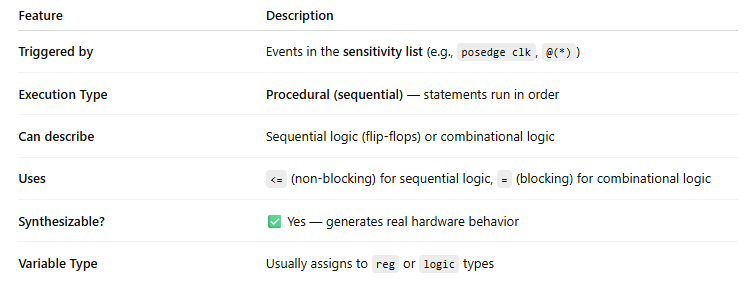 Feature Description
Triggered by Events in the sensitivity list (e.g., posedge clk, @(*))
Execution Type Procedural (sequential) — statements run in order
Can describe Sequential logic (flip-flops) or combinational logic
Uses <= (non-blocking) for sequential logic, = (blocking) for combinational logic
Synthesizable? ✅ Yes — generates real hardware behavior
Variable Type Usually assigns to reg or logic types